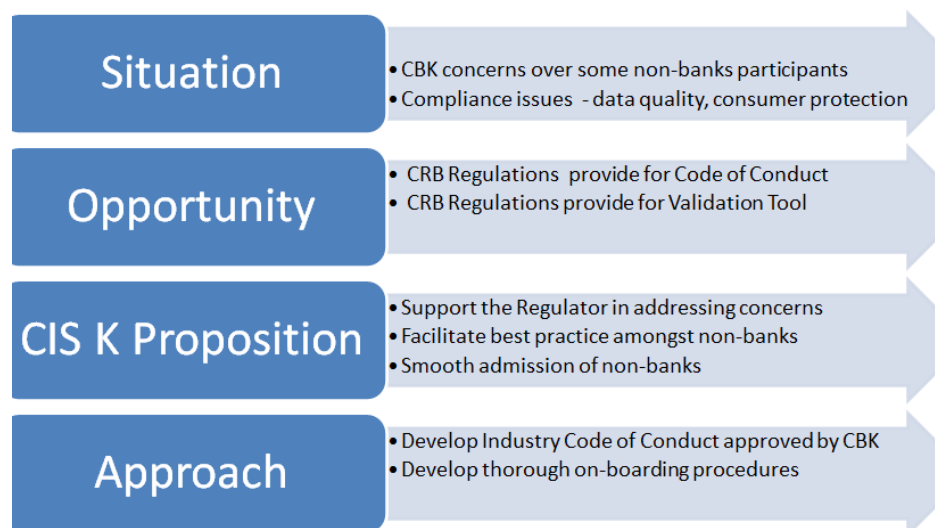 Situation
• CBK concerns over some non-banks participants
• Compliance issues - data quality, consumer protection
Opportunity
• CRB Regulations provide for Code of Conduct
• CRB Regulations provide for Validation Tool
CIS K Proposition
• Support the Regulator in addressing concerns
• Facilitate best practice amongst non-banks
• Smooth admission of non-banks
Approach
• Develop Industry Code of Conduct approved by CBK
• Develop thorough on-boarding procedures